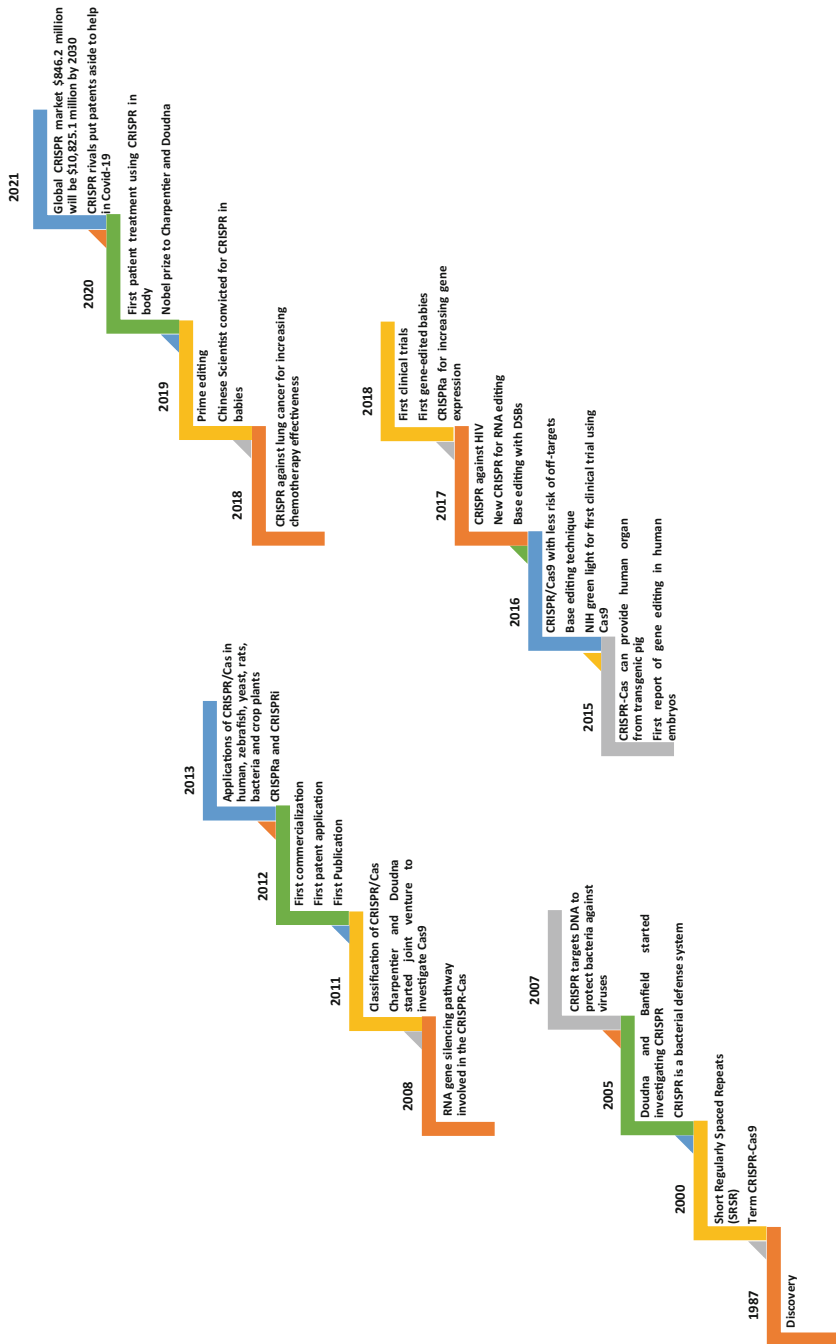 1987
Discovery
2000
Short Regularly Spaced Repeats
(SRSR)
Term CRISPR-Cas9
2005
Doudna and Banfield started
investigating CRISPR
CRISPR is a bacterial defense system
2007
CRISPR targets DNA to
protect bacteria against
viruses
2008
RNA gene silencing pathway
involved in the CRISPR-Cas
2011
Classification of CRISPR/Cas
Charpentier and Doudna
started joint venture to
investigate Cas9
2012
First commercialization
First patent application
First Publication
2013
Applications of CRISPR/Cas in
human, zebrafish, yeast, rats,
bacteria and crop plants
CRISPRa and CRISPRi
2015
CRISPR-Cas can provide human organ
from transgenic pig
First report of gene editing in human
embryos
2016
CRISPR/Cas9 with less risk of off-targets
Base editing technique
NIH green light for first clinical trial using
Cas9
2017
CRISPR against HIV
New CRISPR for RNA editing
Base editing with DSBs
2018
First clinical trials
First gene-edited babies
CRISPRa for increasing gene
expression
2018
CRISPR against lung cancer for increasing
chemotherapy effectiveness
2019
Prime editing
Chinese Scientist convicted for CRISPR in
babies
2020
First patient treatment using CRISPR in
body
Nobel prize to Charpentier and Doudna
2021
Global CRISPR market $846.2 million
will be $10,825.1 million by 2030
CRISPR rivals put patents aside to help
in Covid-19